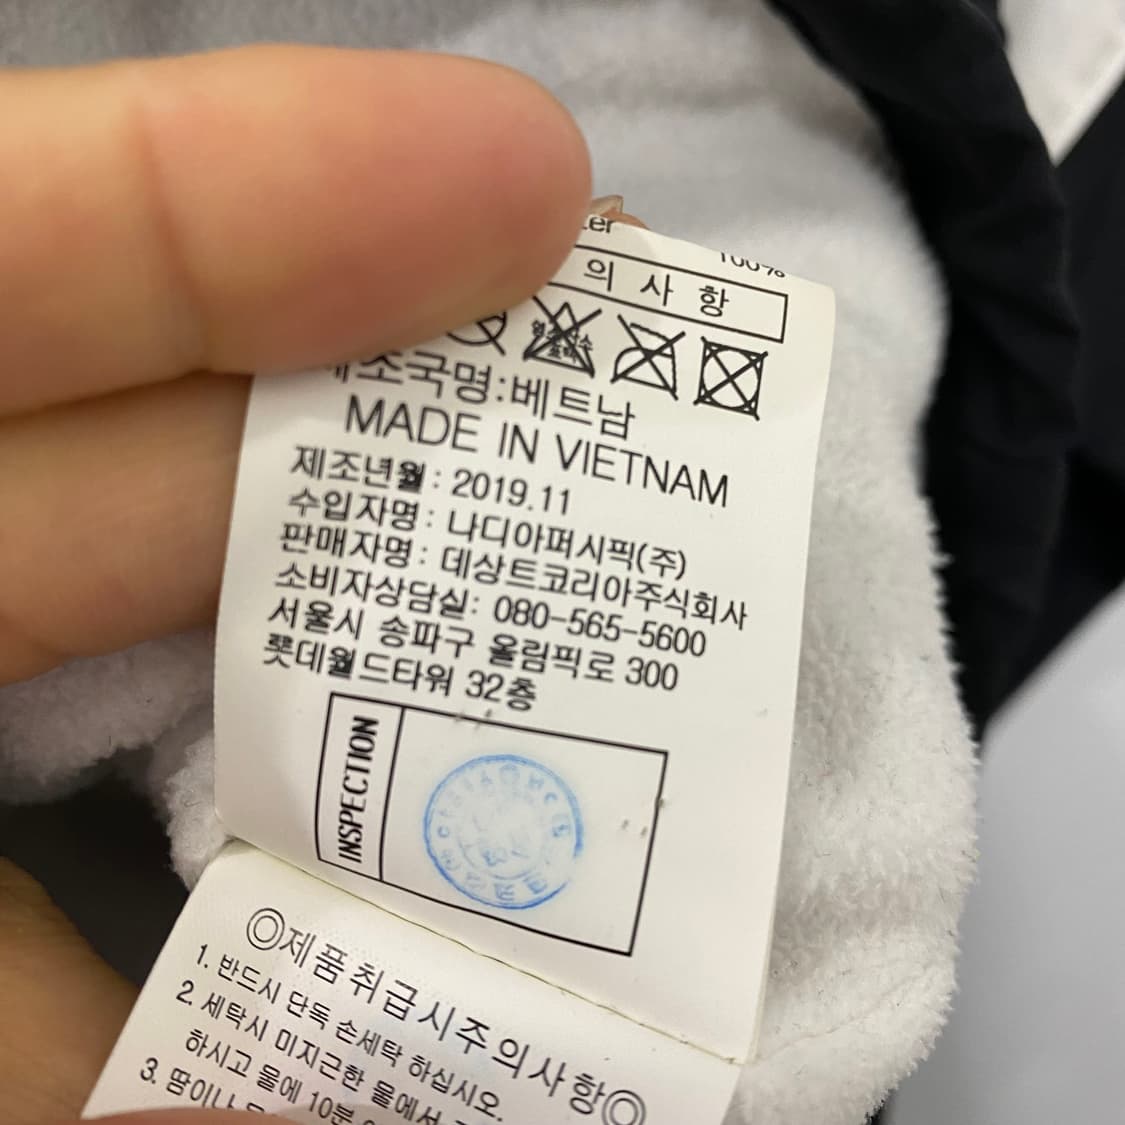 100%
의 사 항
제조국명:베트남
MADE IN VIETNAM
제조년월 : 2019.11
수입자명 : 나디아퍼시픽(주)
판매자명 : 데상트코리아주식회사
소비자상담실: 080-565-5600
서울시 송파구 올림픽로 300
롯데월드타워 32층
INSPECTION
◎제품취급시주의사항◎
1. 반드시 단독 손세탁 하십시오.
2. 세탁시 미지근한 물에서
하시고 물에 10분
3. 땀이나